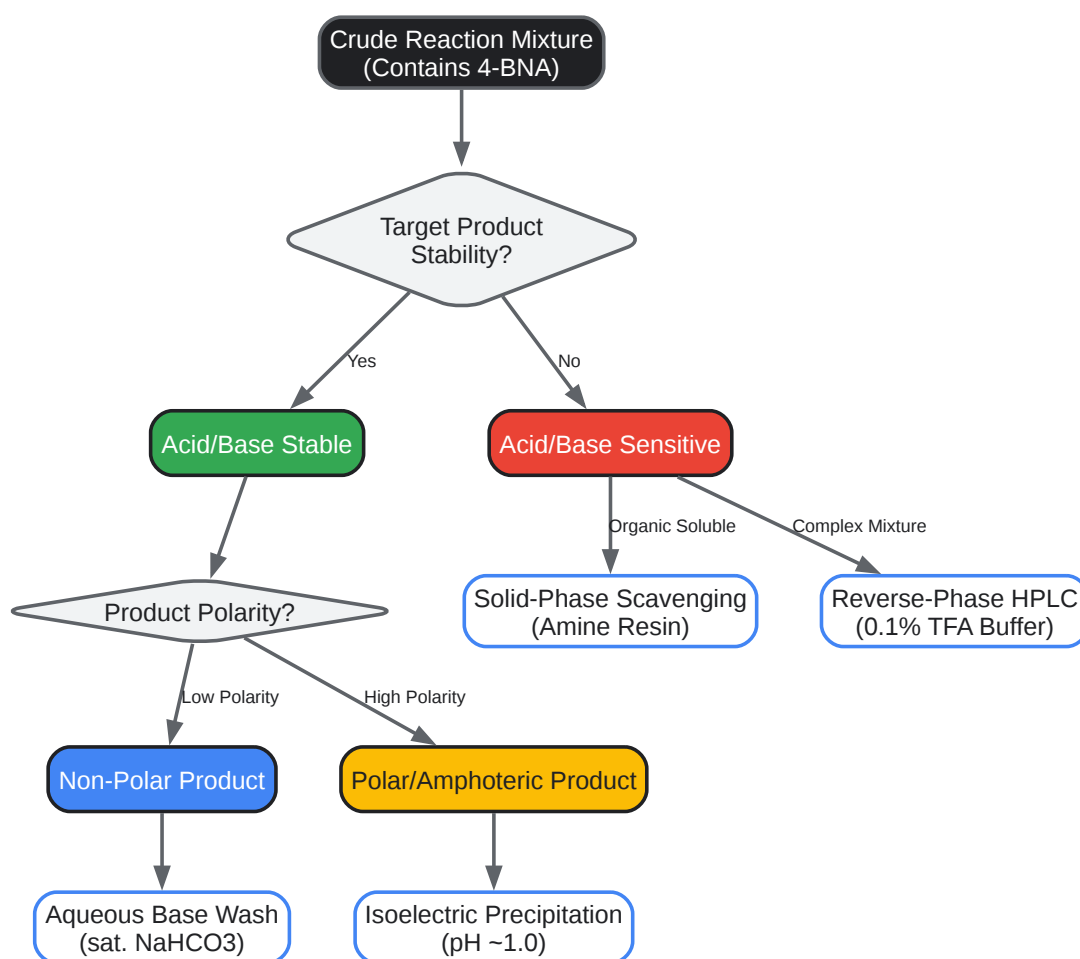 Crude Reaction Mixture
(Contains 4-BNA)
Target Product
Stability?
Yes
No
Acid/Base Stable
Acid/Base Sensitive
Organic Soluble
Complex Mixture
Product Polarity?
Solid-Phase Scavenging
(Amine Resin)
Reverse-Phase HPLC
(0.1% TFA Buffer)
Low Polarity
High Polarity
Non-Polar Product
Polar/Amphoteric Product
Aqueous Base Wash
(sat. NaHCO3)
Isoelectric Precipitation
(pH ~1.0)